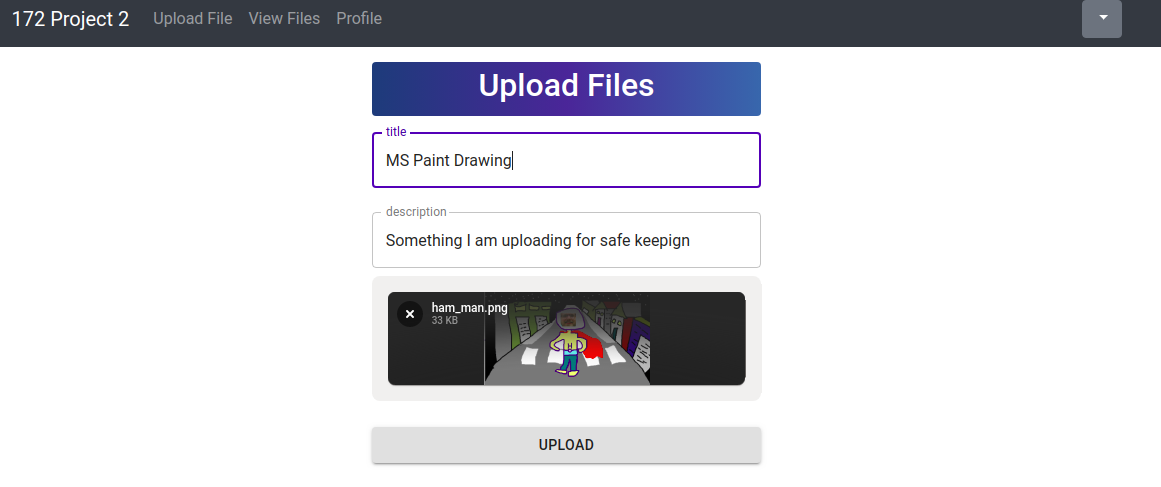 172 Project 2 Upload File View Files Profile
Upload Files
title
MS Paint Drawing
description
Something I am uploading for safe keepign
ham_man.png
33 KB
UPLOAD